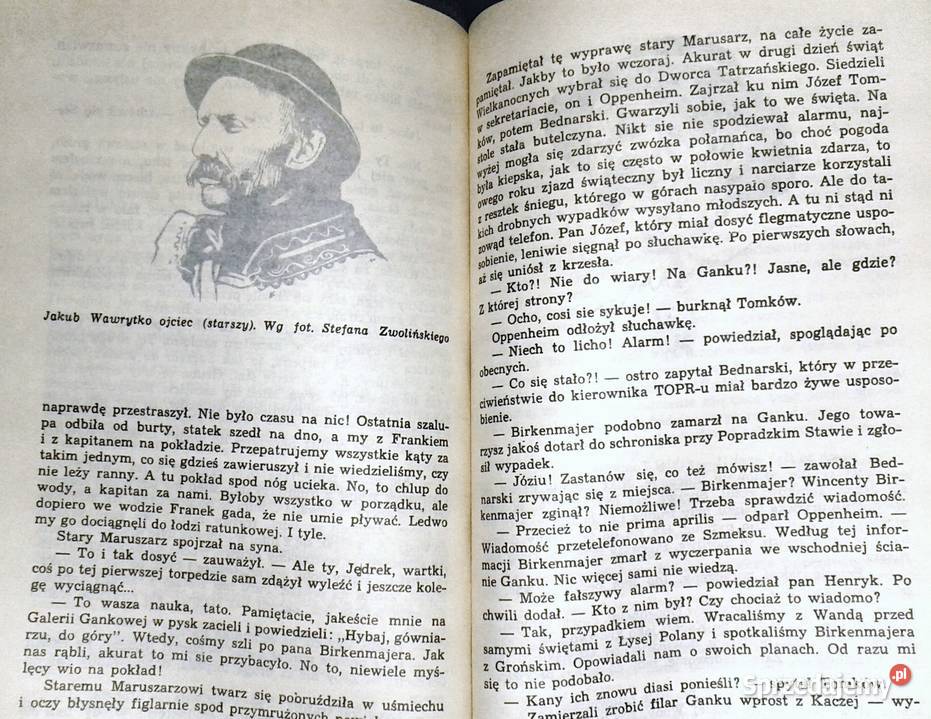 Jakub Wawrytko ojciec (starszy). Wg fot. Stefana Zwolińskiego
naprawdę przestraszył. Nie było czasu na nic! Ostatnia szalu-
pa odbiła od burty, statek szedł na dno, a my z Frankiem
i z kapitanem na pokładzie. Przepatrujemy wszystkie kąty za
takim jednym, co się gdzieś zawieruszył i nie wiedzieliśmy, czy
nie leży ranny. A tu pokład spod nóg ucieka. No, to chlup do
wody, a kapitan za nami. Byłoby wszystko w porządku, ale
dopiero we wodzie Franek gada, że nie umie pływać. Ledwo
my go dociągnęli do łodzi ratunkowej. I tyle.
Stary Maruszarz spojrzał na syna.
— To i tak dosyć — zauważył. — Ale ty, Jędrek, wartki,
coś po tej pierwszej torpedzie sam zdążył wyleźć i jeszcze kole-
gę wyciągnąć...
— To wasza nauka, tato. Pamiętacie, jakeście mnie na
Galerii Gankowej w pysk zacieli i powiedzieli: „Hybaj, gównia-
rzu, do góry". Wtedy, cośmy szli po pana Birkenmajera. Jak
nas rąbli, akurat to mi sie przybacyło. No to, niewiele myś-
lęcy wio na pokład!
Staremu Maruszarzowi twarz się pobruździła w uśmiechu
i oczy błysnęły figlarnie spod przymrużonych
Zapamiętał tę wyprawę stary Marusarz, na całe życie za-
pamiętał. Jakby to było wczoraj. Akurat w drugi dzień świąt
Wielkanocnych wybrał się do Dworca Tatrzańskiego. Siedzieli
w sekretariacie, on i Oppenheim. Zajrzał ku nim Józef Tom-
ków, potem Bednarski. Gwarzyli sobie, jak to we święta. Na
stole stała butelczyna. Nikt sie nie spodziewał alarmu, naj-
wyżej mogła się zdarzyć zwózka połamańca, bo choć pogoda
była kiepska, jak to się często w połowie kwietnia zdarza, to
owego roku zjazd świąteczny był liczny i narciarze korzystali
z resztek śniegu, którego w górach nasypało sporo. Ale do ta-
kich drobnych wypadków wysyłano młodszych. A tu ni stąd ni
zowąd telefon. Pan Józef, który miał dosyć flegmatyczne uspo-
sobienie, leniwie sięgnął po słuchawkę. Po pierwszych słowach,
aż się uniósł z krzesła.
— Kto?! Nie do wiary! Na Ganku?! Jasne, ale gdzie?
Z której strony?
— Ocho, cosi sie sykuje! — burknął Tomków.
Oppenheim odłożył słuchawkę.
— Niech to licho! Alarm! — powiedział, spoglądając po
obecnych.
— Co się stało?! — ostro zapytał Bednarski, który w prze-
ciwieństwie do kierownika TOPR-u miał bardzo żywe usposo-
bienie.
— Birkenmajer podobno zamarzł na Ganku. Jego towa-
rzysz jakoś dotarł do schroniska przy Popradzkim Stawie i zgło-
sił wypadek.
— Józiu! Zastanów się, co też mówisz! — zawołał Bed-
narski zrywając się z miejsca. — Birkenmajer? Wincenty Bir-
kenmajer zginął? Niemożliwe! Trzeba sprawdzić wiadomość.
— Przecież to nie prima aprilis — odparł Oppenheim. —
Wiadomość przetelefonowano ze Szmeksu. Według tej infor-
macji Birkenmajer zmarł z wyczerpania we wschodniej ścia-
nie Ganku. Nic więcej sami nie wiedzą.
— Może fałszywy alarm? — powiedział pan Henryk. Po
chwili dodał. — Kto z nim był? Czy chociaż to wiadomo?
— Tak, przypadkiem wiem. Wracaliśmy z Wandą przed
samymi świętami z Łysej Polany i spotkaliśmy Birkenmajera
z Grońskim. Opowiadali nam o swoich planach. Od razu mi
się to nie podobało.
— Kany ich znowu diasi ponieśli?
Zamierzali zrobić filar Ganku wprost z Kaczej — wy-
Sprzedajemy.pl